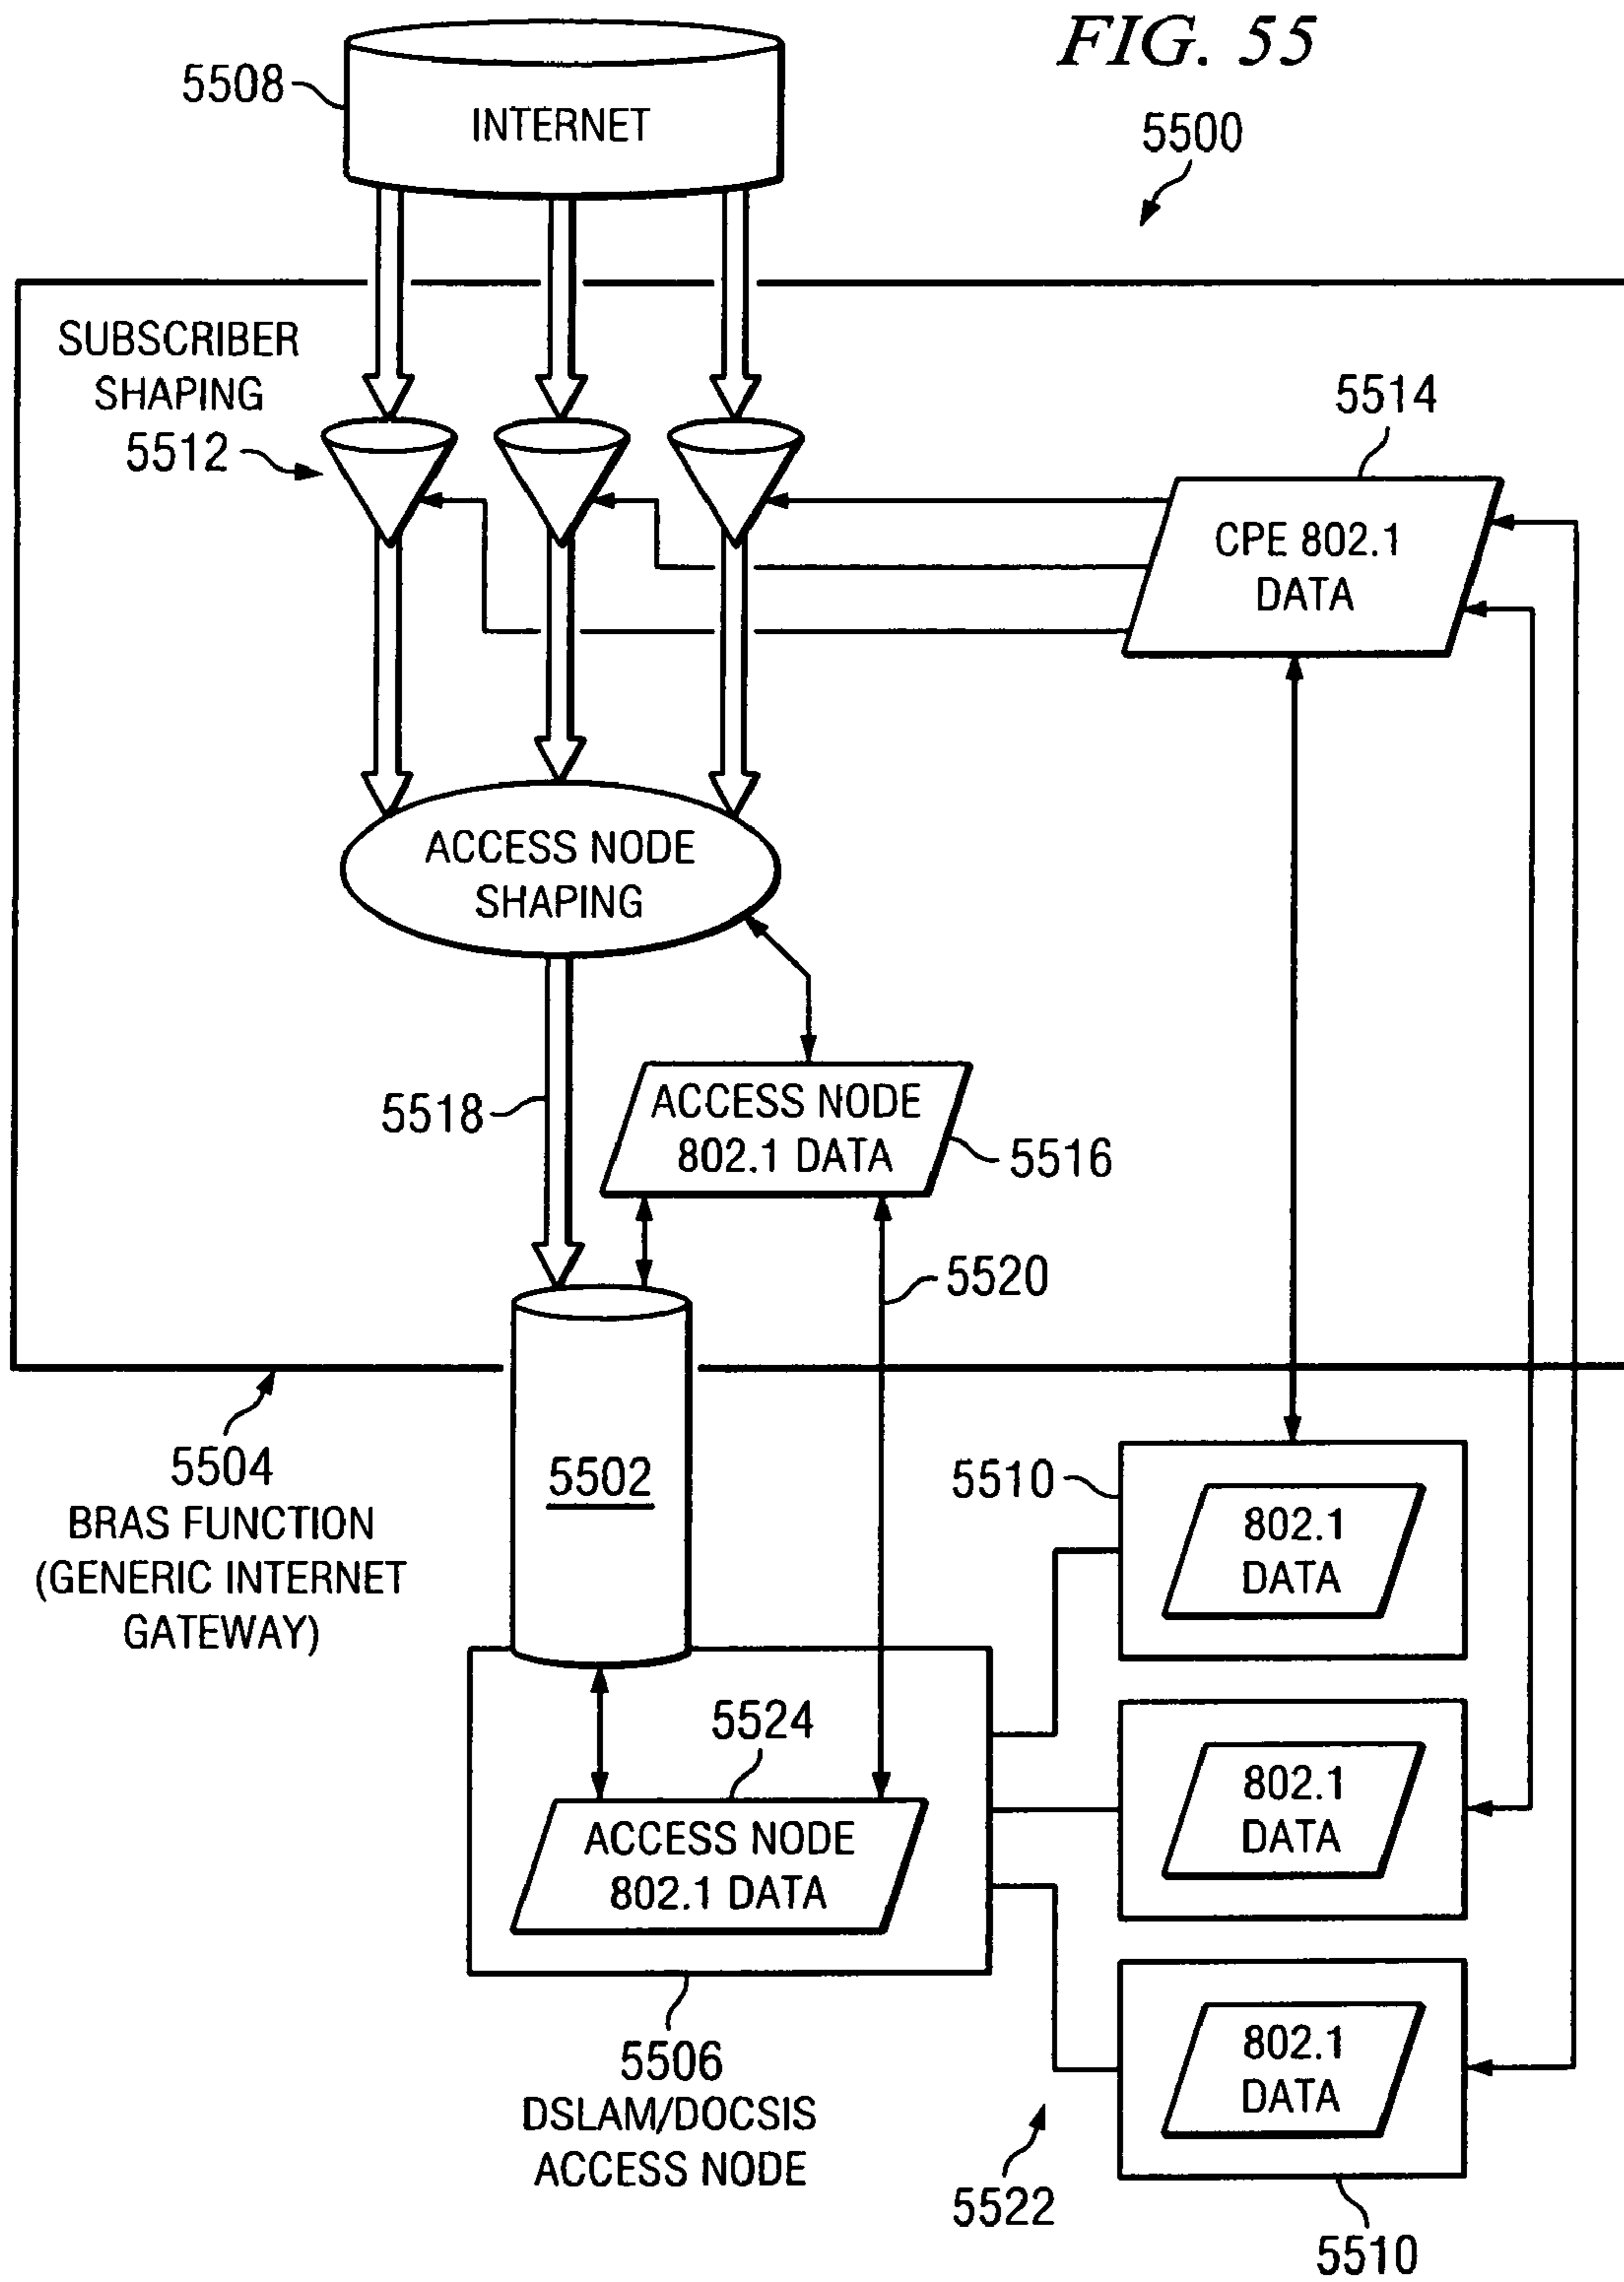 FIG. 55
5508
INTERNET
5500
SUBSCRIBER
SHAPING
5512
5514
CPE 802.1
DATA
ACCESS NODE
SHAPING
5518
ACCESS NODE
802.1 DATA
5516
5520
5504
BRAS FUNCTION
(GENERIC INTERNET
GATEWAY)
5502
5510
802.1
DATA
5524
ACCESS NODE
802.1 DATA
802.1
DATA
5506
DSLAM/DOCSIS
ACCESS NODE
802.1
DATA
5522
5510